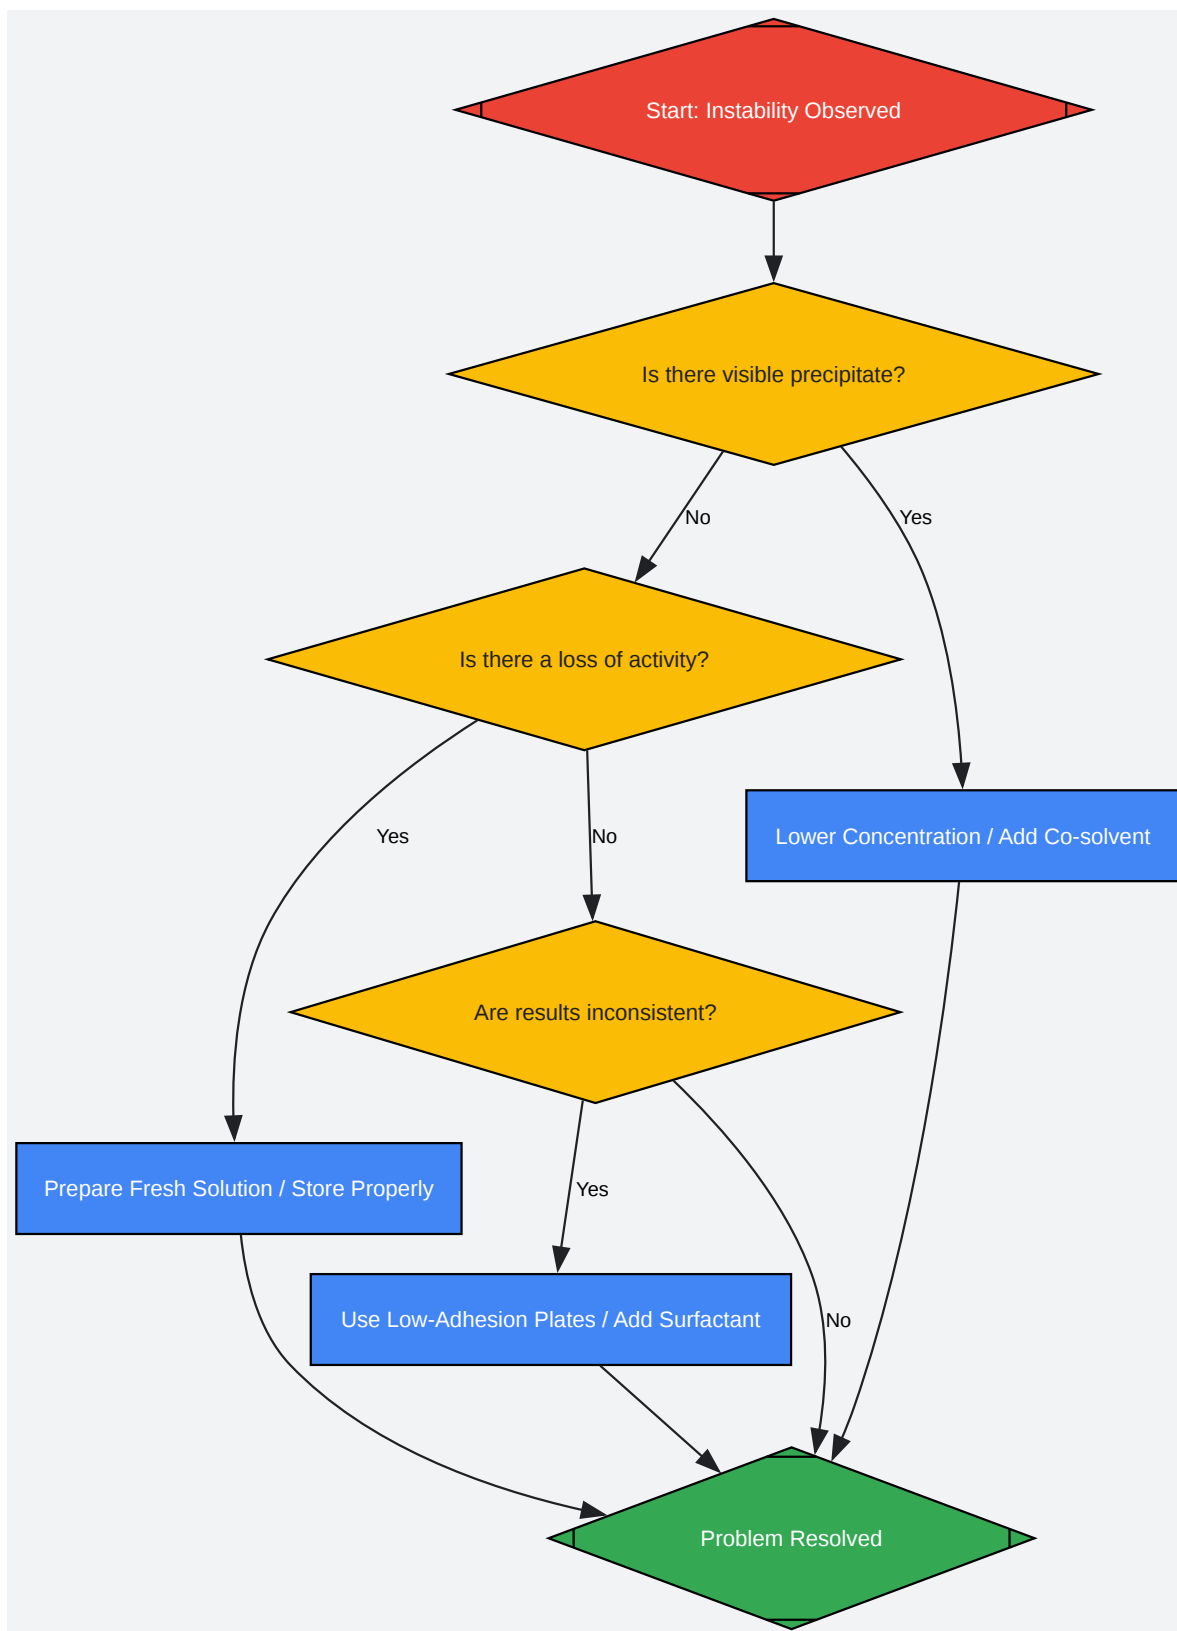 Start: Instability Observed
Is there visible precipitate?
No
Yes
Is there a loss of activity?
Yes
No
Lower Concentration / Add Co-solvent
Are results inconsistent?
Prepare Fresh Solution / Store Properly
Yes
Use Low-Adhesion Plates / Add Surfactant
No
Problem Resolved